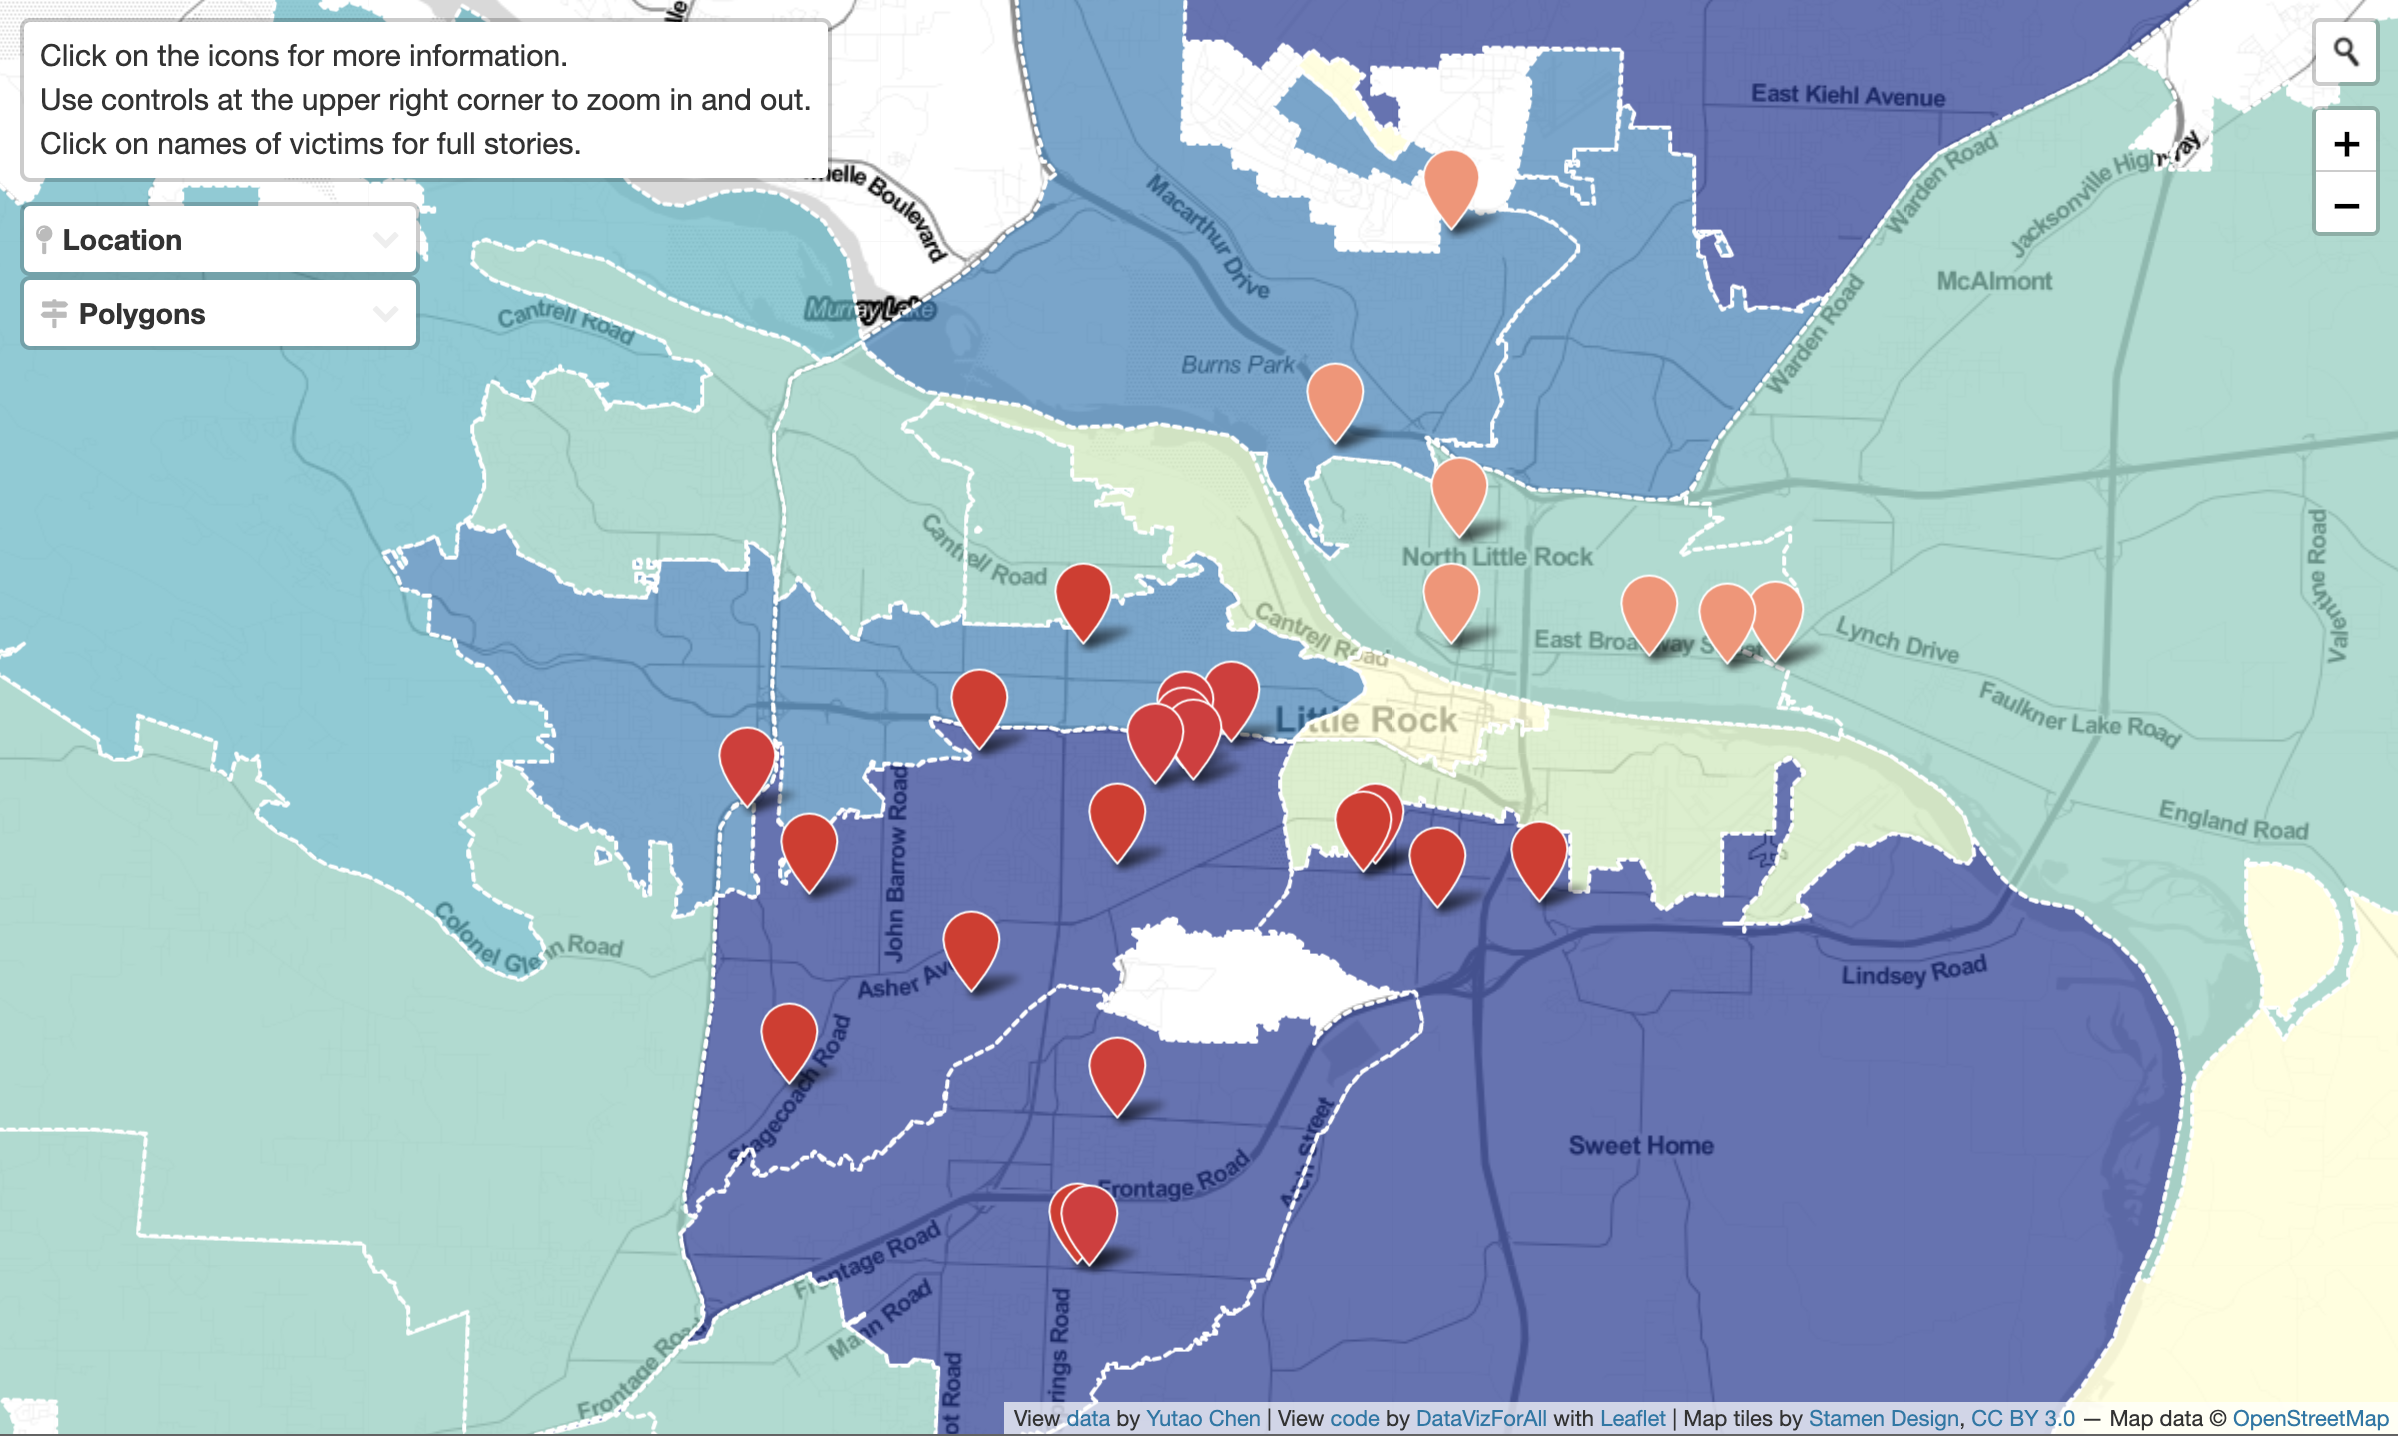 Click on the icons for more information.
Use controls at the upper right corner to zoom in and out.
Click on names of victims for full stories.
Location
Polygons
+
−
East Kiehl Avenue
Warden Road
Jacksonville
McAlmont
Macarthur Drive
Boulevard
Murray Lake
Cantrell Road
Burns Park
Warden Road
Cantrell Road
North Little Rock
Valentine Road
Cantrell Road
East Broadway Street
Lynch Drive
Faulkner Lake Road
Little Rock
England Road
John Barrow Road
Colonel Glenn Road
Asher
Lindsey Road
Stagecoach Road
Arch Street
Sweet Home
Frontage Road
Frontage Road
Mann Road
Frontage Road
Road
Road
View data by Yutao Chen | View code by DataVizForAll with Leaflet | Map tiles by Stamen Design, CC BY 3.0 — Map data © OpenStreetMap